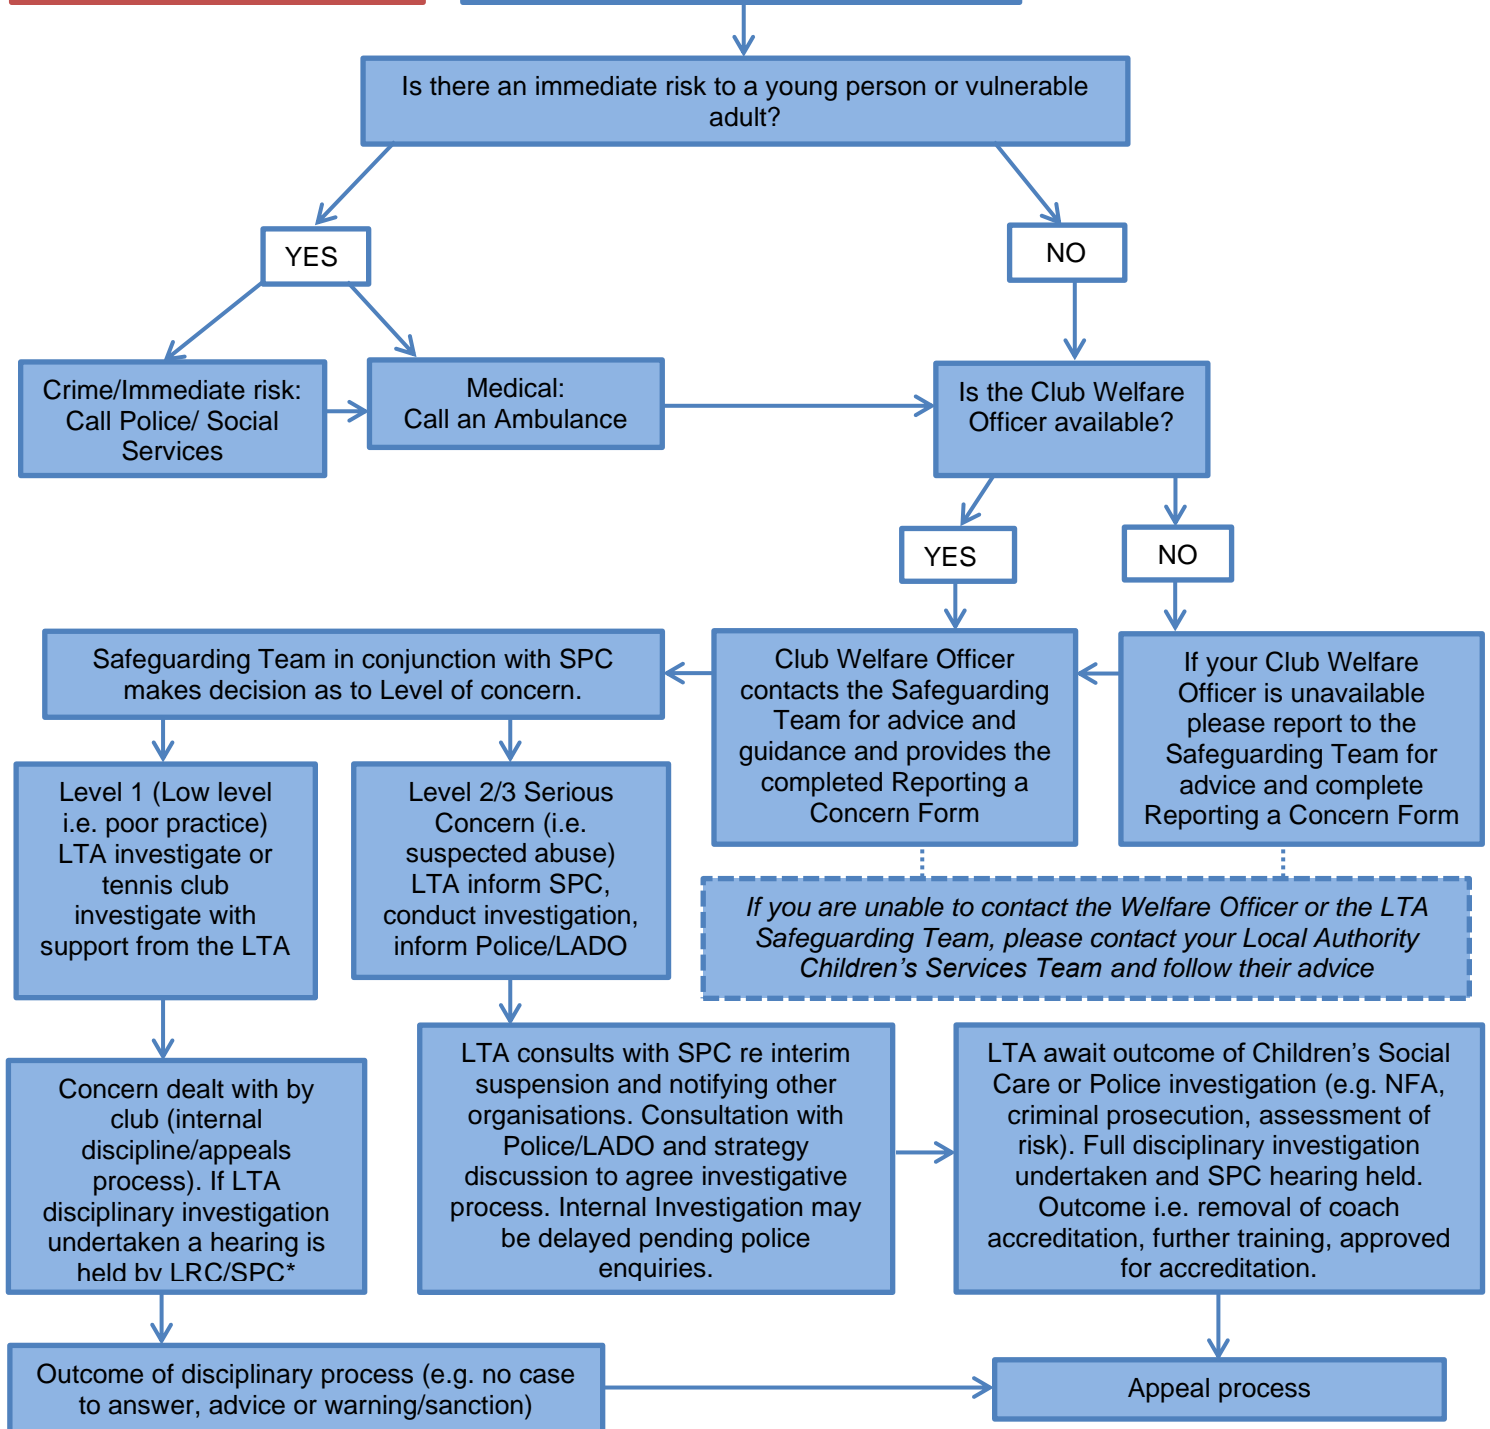 Is there an immediate risk to a young person or vulnerable
adult?
YES
NO
Crime/Immediate risk:
Call Police/ Social
Services
Medical:
Call an Ambulance
Is the Club Welfare
Officer available?
YES
NO
Safeguarding Team in conjunction with SPC
makes decision as to Level of concern.
Club Welfare Officer
contacts the Safeguarding
Team for advice and
guidance and provides the
completed Reporting a
Concern Form
If your Club Welfare
Officer is unavailable
please report to the
Safeguarding Team for
advice and complete
Reporting a Concern Form
Level 1 (Low level
i.e. poor practice)
LTA investigate or
tennis club
investigate with
support from the LTA
Level 2/3 Serious
Concern (i.e.
suspected abuse)
LTA inform SPC,
conduct investigation,
inform Police/LADO
If you are unable to contact the Welfare Officer or the LTA
Safeguarding Team, please contact your Local Authority
Children’s Services Team and follow their advice
Concern dealt with by
club (internal
discipline/appeals
process). If LTA
disciplinary investigation
undertaken a hearing is
held by LRC/SPC*
LTA consults with SPC re interim
suspension and notifying other
organisations. Consultation with
Police/LADO and strategy
discussion to agree investigative
process. Internal Investigation may
be delayed pending police
enquiries.
LTA await outcome of Children’s Social
Care or Police investigation (e.g. NFA,
criminal prosecution, assessment of
risk). Full disciplinary investigation
undertaken and SPC hearing held.
Outcome i.e. removal of coach
accreditation, further training, approved
for accreditation.
Outcome of disciplinary process (e.g. no case
to answer, advice or warning/sanction)
Appeal process